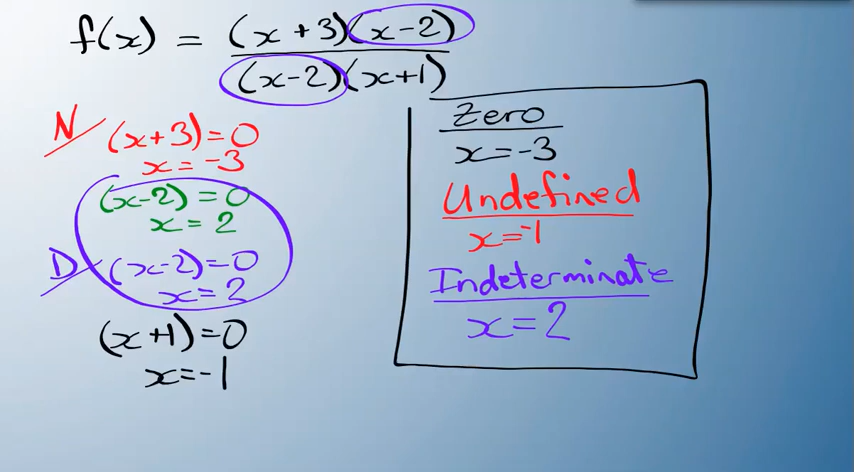 f(x) = (x+3)(x-2)
(x-2)(x+1)
N
(x+3)=0
x=-3
(x-2)=0
x=2
D
(x-2)=0
x=2
(x+1)=0
x=-1
Zero
x=-3
Undefined
x=-1
Indeterminate
x=2